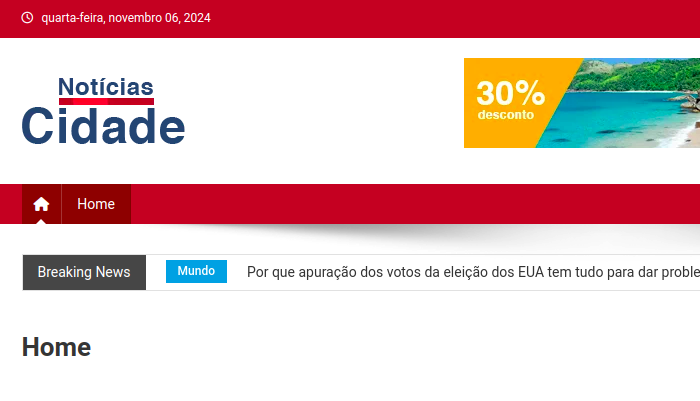 quarta-feira, novembro 06, 2024
Notícias
Cidade
30%
desconto
Home
Breaking News
Mundo
Por que apuração dos votos da eleição dos EUA tem tudo para dar proble
Home